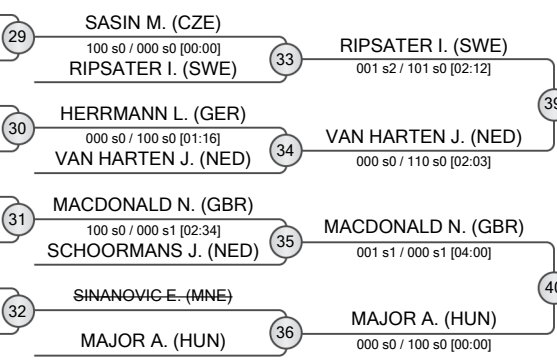 29
SASIN M. (CZE)
100 s0 / 000 s0 [00:00]
RIPSATER I. (SWE)
33
RIPSATER I. (SWE)
001 s2 / 101 s0 [02:12]
39
30
HERRMANN L. (GER)
000 s0 / 100 s0 [01:16]
VAN HARTEN J. (NED)
34
VAN HARTEN J. (NED)
000 s0 / 110 s0 [02:03]
31
MACDONALD N. (GBR)
100 s0 / 000 s1 [02:34]
SCHOORMANS J. (NED)
35
MACDONALD N. (GBR)
001 s1 / 000 s1 [04:00]
40
32
SINANOVIC E. (MNE)
MAJOR A. (HUN)
36
MAJOR A. (HUN)
000 s0 / 100 s0 [00:00]